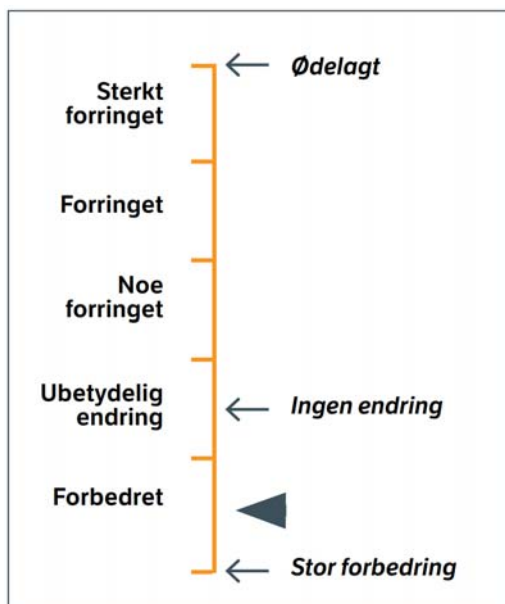 Ødelagt
Sterkt
forringet
Forringet
Noe
forringet
Ubetydelig
endring
Ingen endring
Forbedret
Stor forbedring